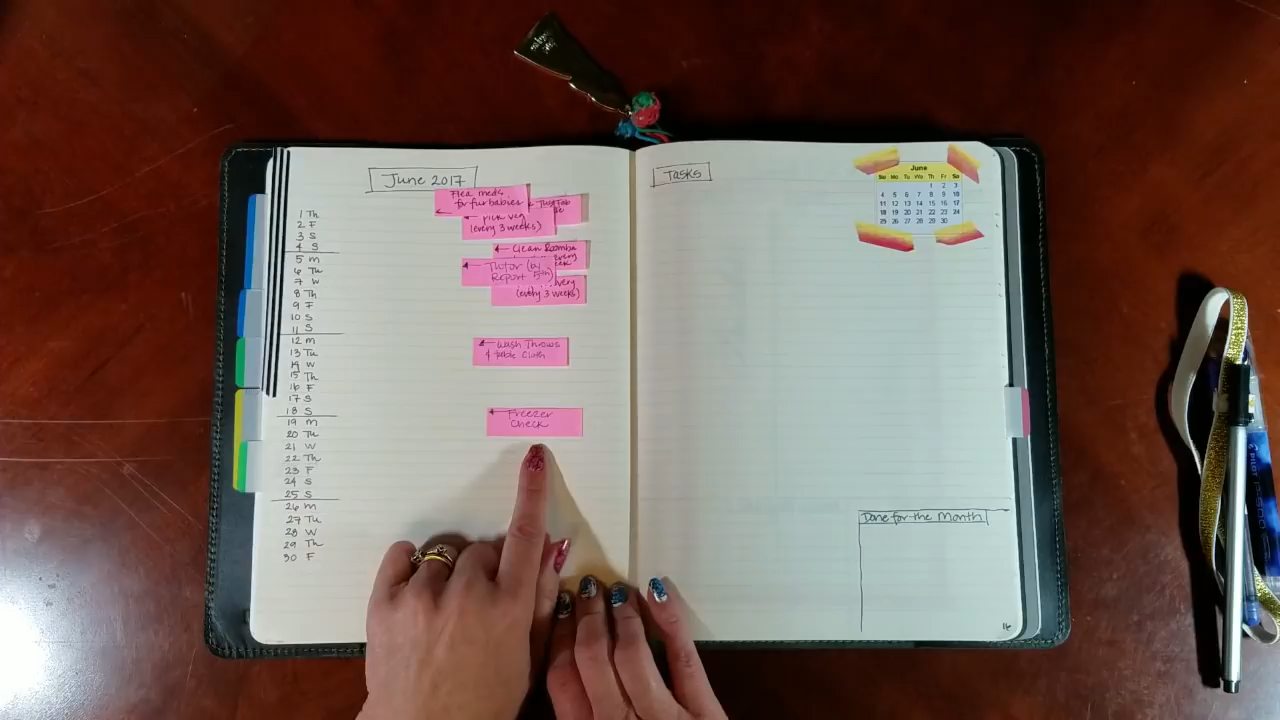 June 2017
Flea meds
for furbabies
pick veg
(every 3 weeks)
Clean Roomba
Tutor (by
Report 5th)
(every 3 weeks)
Wash Throws
& table cloth
Freezer
Check
1 Th
2 F
3 S
4 S
5 M
6 Tu
7 W
8 Th
9 F
10 S
11 S
12 M
13 Tu
14 W
15 Th
16 F
17 S
18 S
19 M
20 Tu
21 W
22 Th
23 F
24 S
25 S
26 M
27 Tu
28 W
29 Th
30 F
Tasks
June
Su Mo Tu We Th Fr Sa
1 2 3
4 5 6 7 8 9 10
11 12 13 14 15 16 17
18 19 20 21 22 23 24
25 26 27 28 29 30
Done for the Month
16
PILOT